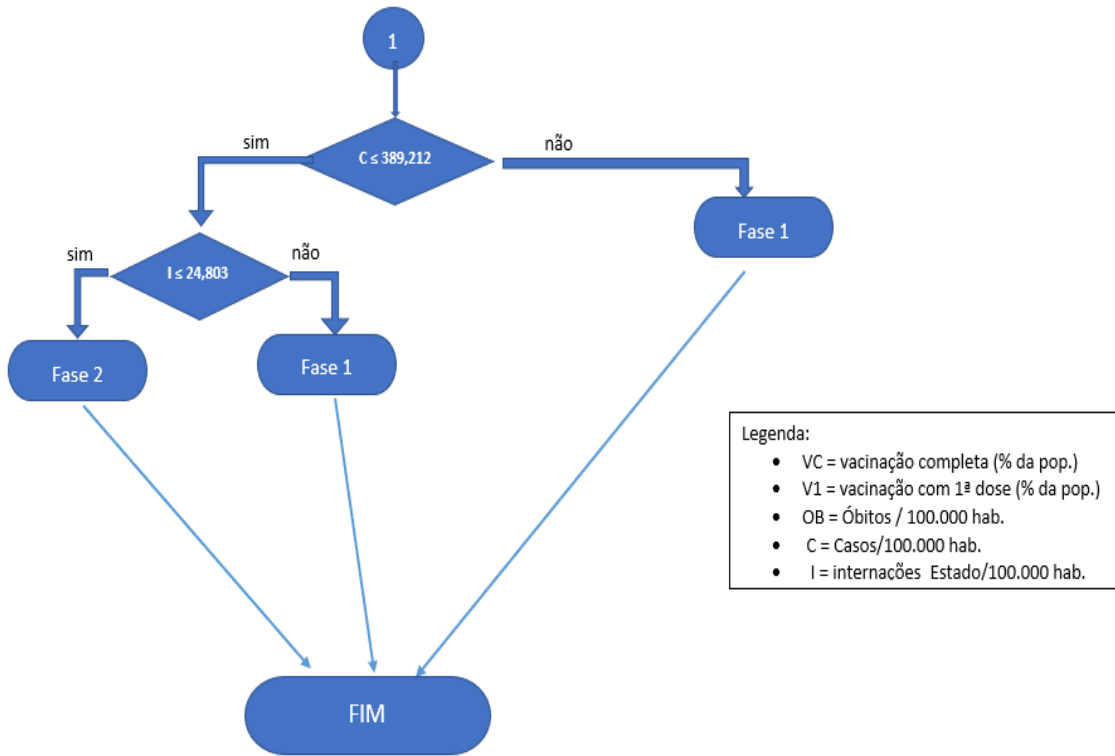 1
sim
C ≤ 389,212
não
Fase 1
sim
I ≤ 24,803
não
Fase 2
Fase 1
Legenda:
• VC = vacinação completa (% da pop.)
• V1 = vacinação com 1ª dose (% da pop.)
• OB = Óbitos / 100.000 hab.
• C = Casos/100.000 hab.
• I = internações Estado/100.000 hab.
FIM